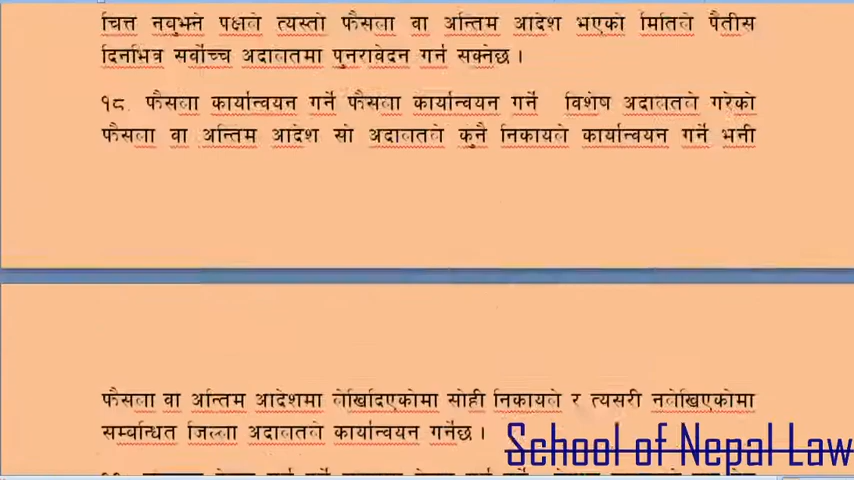 चित्त नबुझ्ने पक्षले त्यस्तो फैसला वा अन्तिम आदेश भएको मितिले पैतीस
दिनभित्र सर्वोच्च अदालतमा पुनरावेदन गर्न सक्नेछ ।
१८ फैसला कार्यान्वयन गर्ने फैसला कार्यान्वयन गर्ने विशेष अदालतले गरेको
फैसला वा अन्तिम आदेश सो अदालतले कुनै निकायले कार्यान्वयन गर्ने भनी
फैसला वा अन्तिम आदेशमा लेखिदिएकोमा सोही निकायले र त्यसरी नलेखिएकोमा
सम्बन्धित जिल्ला अदालतले कार्यान्वयन गर्नेछ ।
School of Nepal Law